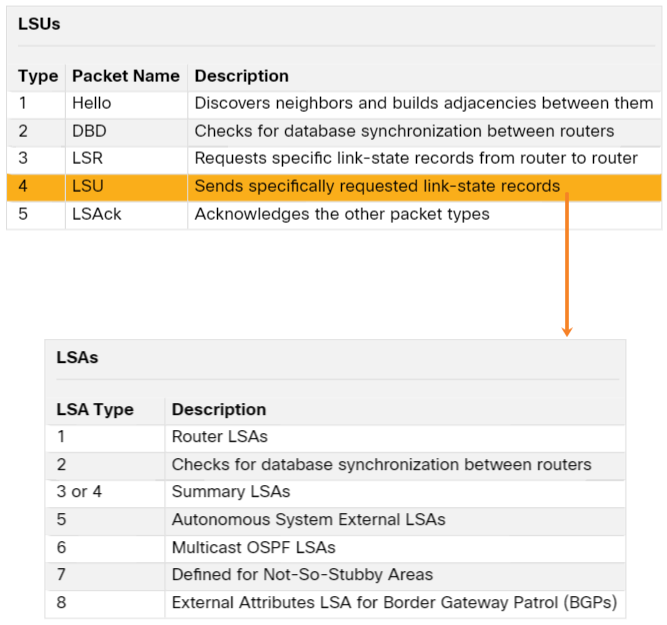 LSUs
Type Packet Name Description
1 Hello Discovers neighbors and builds adjacencies between them
2 DBD Checks for database synchronization between routers
3 LSR Requests specific link-state records from router to router
4 LSU Sends specifically requested link-state records
5 LSAck Acknowledges the other packet types
LSAs
LSA Type Description
1 Router LSAs
2 Checks for database synchronization between routers
3 or 4 Summary LSAs
5 Autonomous System External LSAs
6 Multicast OSPF LSAs
7 Defined for Not-So-Stubby Areas
8 External Attributes LSA for Border Gateway Patrol (BGPs)